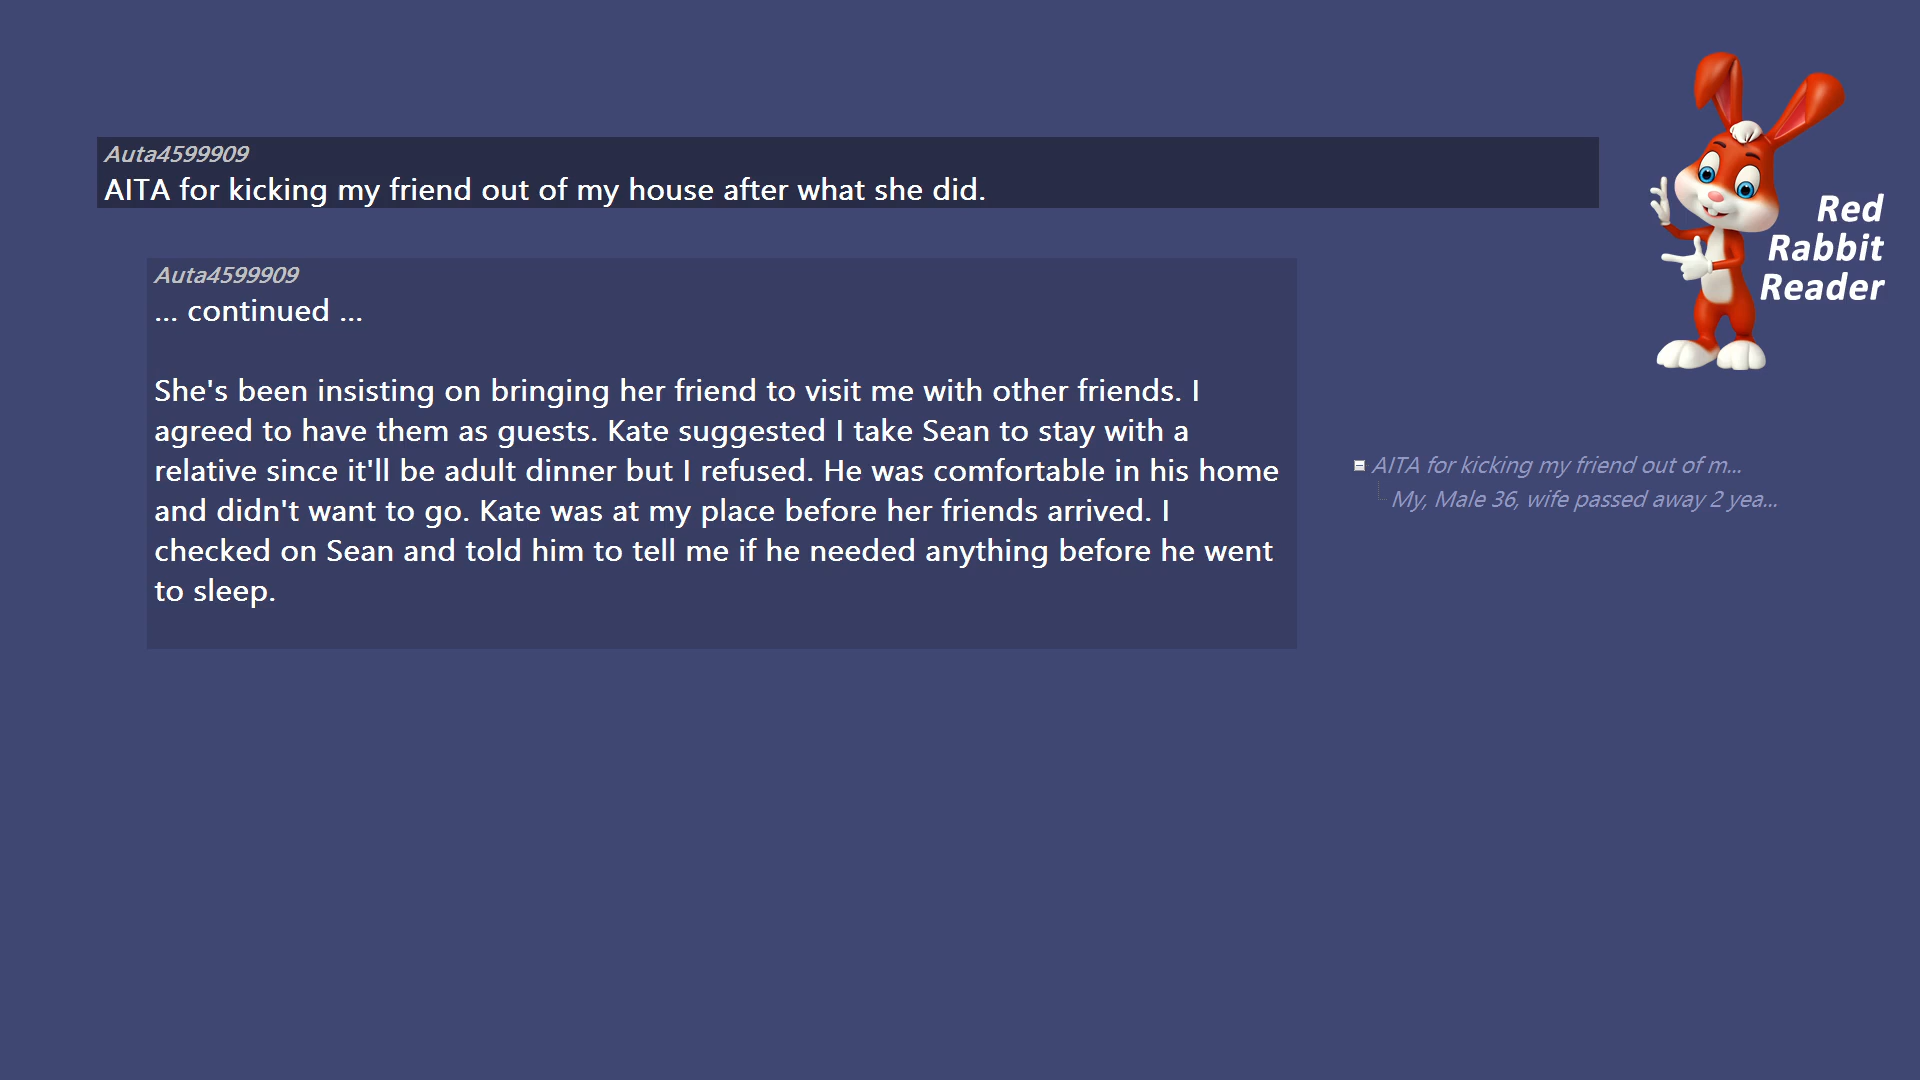 Auta4599909
AITA for kicking my friend out of my house after what she did.
Auta4599909
... continued ...
She's been insisting on bringing her friend to visit me with other friends. I
agreed to have them as guests. Kate suggested I take Sean to stay with a
relative since it'll be adult dinner but I refused. He was comfortable in his home
and didn't want to go. Kate was at my place before her friends arrived. I
checked on Sean and told him to tell me if he needed anything before he went
to sleep.
Red
Rabbit
Reader
AITA for kicking my friend out of m...
My, Male 36, wife passed away 2 yea...